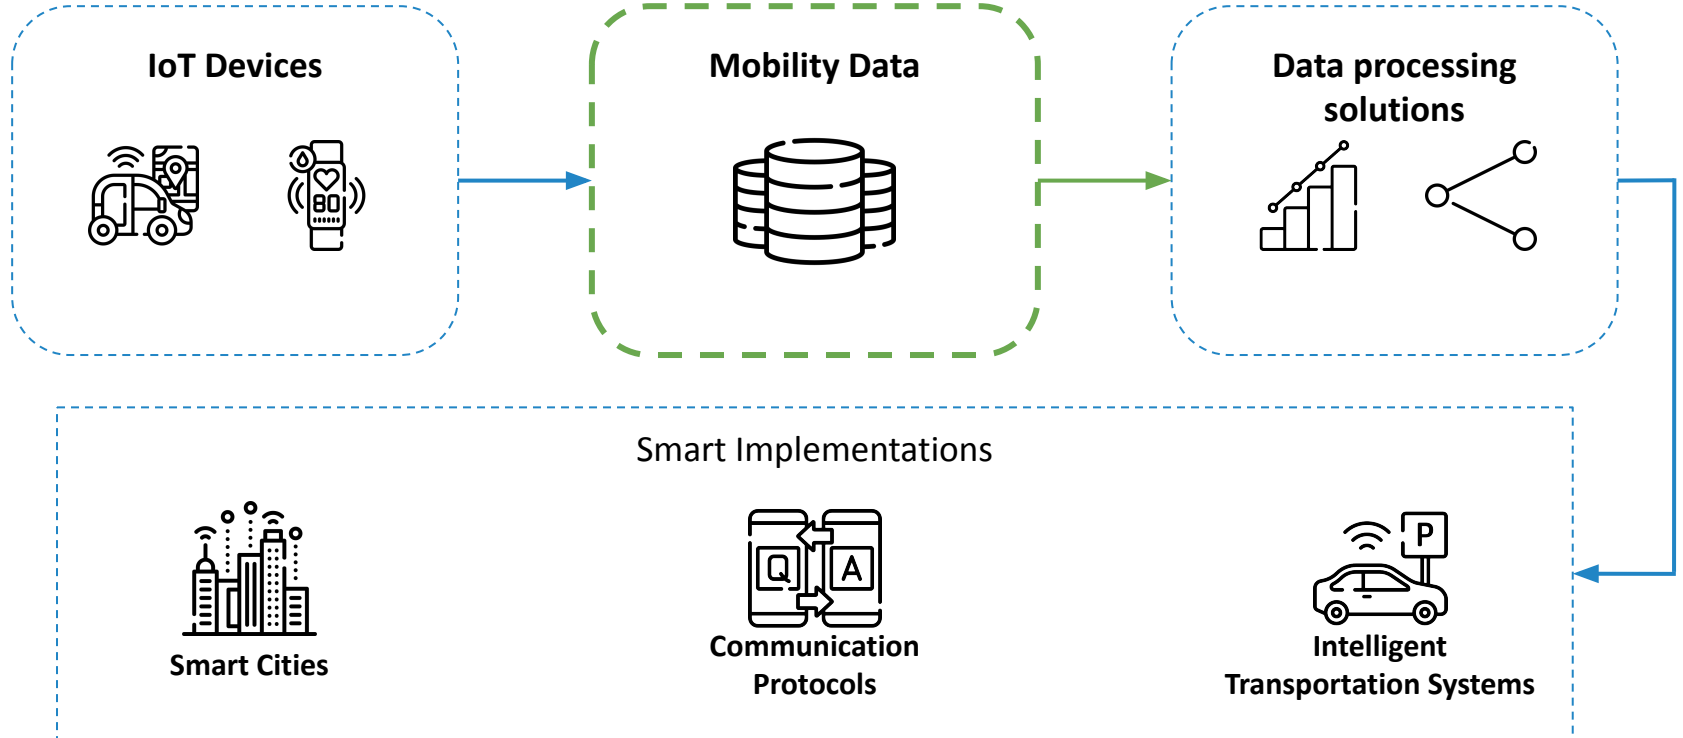 IoT Devices
Mobility Data
Data processing
solutions
80
Smart Implementations
Q
A
P
Smart Cities
Communication
Protocols
Intelligent
Transportation Systems